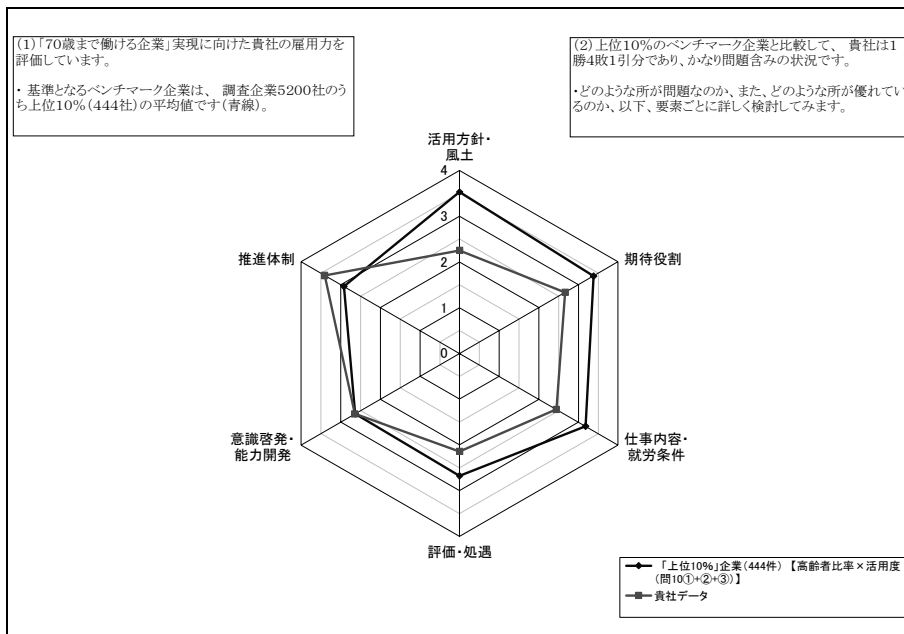 (1)「70歳まで働ける企業」実現に向けた貴社の雇用力を
評価しています。
・ 基準となるベンチマーク企業は、 調査企業5200社のう
ち上位10%(444社)の平均値です(青線)。
(2)上位10%のベンチマーク企業と比較して、 貴社は1
勝4敗1引分であり、かなり問題含みの状況です。
・どのような所が問題なのか、また、どのような所が優れてい
るのか、以下、要素ごとに詳しく検討してみます。
活用方針・
風土
4
3
2
1
0
推進体制
期待役割
意識啓発・
能力開発
仕事内容・
就労条件
評価・処遇
「上位10%」企業(444件) 【高齢者比率×活用度
(問10①+②+③)】
貴社データ